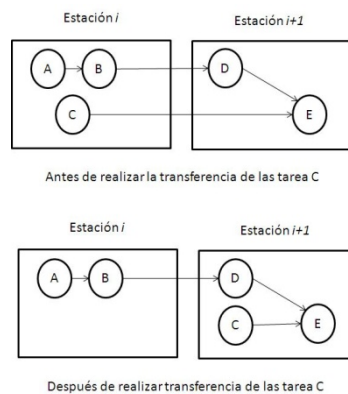 Estación i
Estación i+1
A
B
D
C
E
Antes de realizar la transferencia de las tarea C
Estación i
Estación i+1
A
B
D
C
E
Después de realizar transferencia de las tarea C